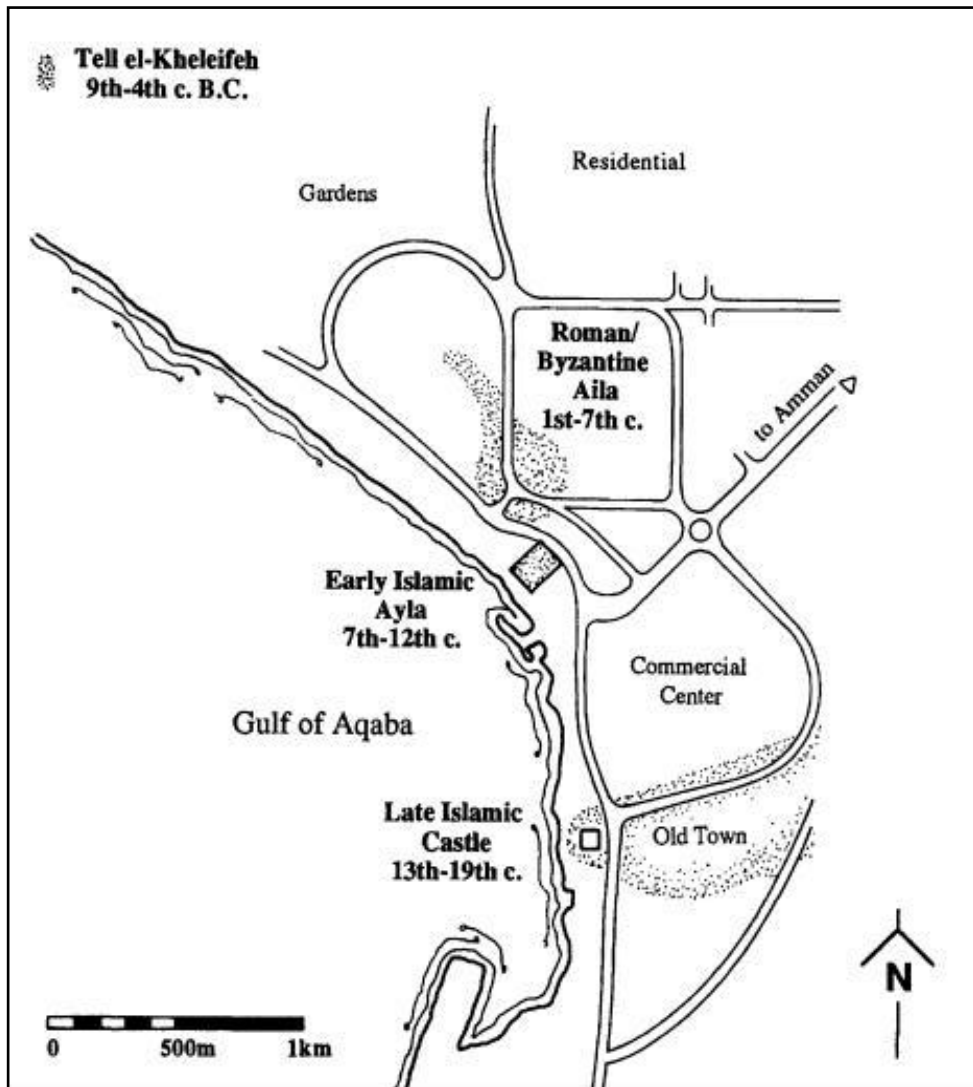 Tell el-Kheleifeh
9th-4th c. B.C.
Residential
Gardens
Roman/
Byzantine
Aila
1st-7th c.
to Amman
Early Islamic
Ayla
7th-12th c.
Commercial
Center
Gulf of Aqaba
Late Islamic
Castle
13th-19th c.
Old Town
N
0 500m 1km